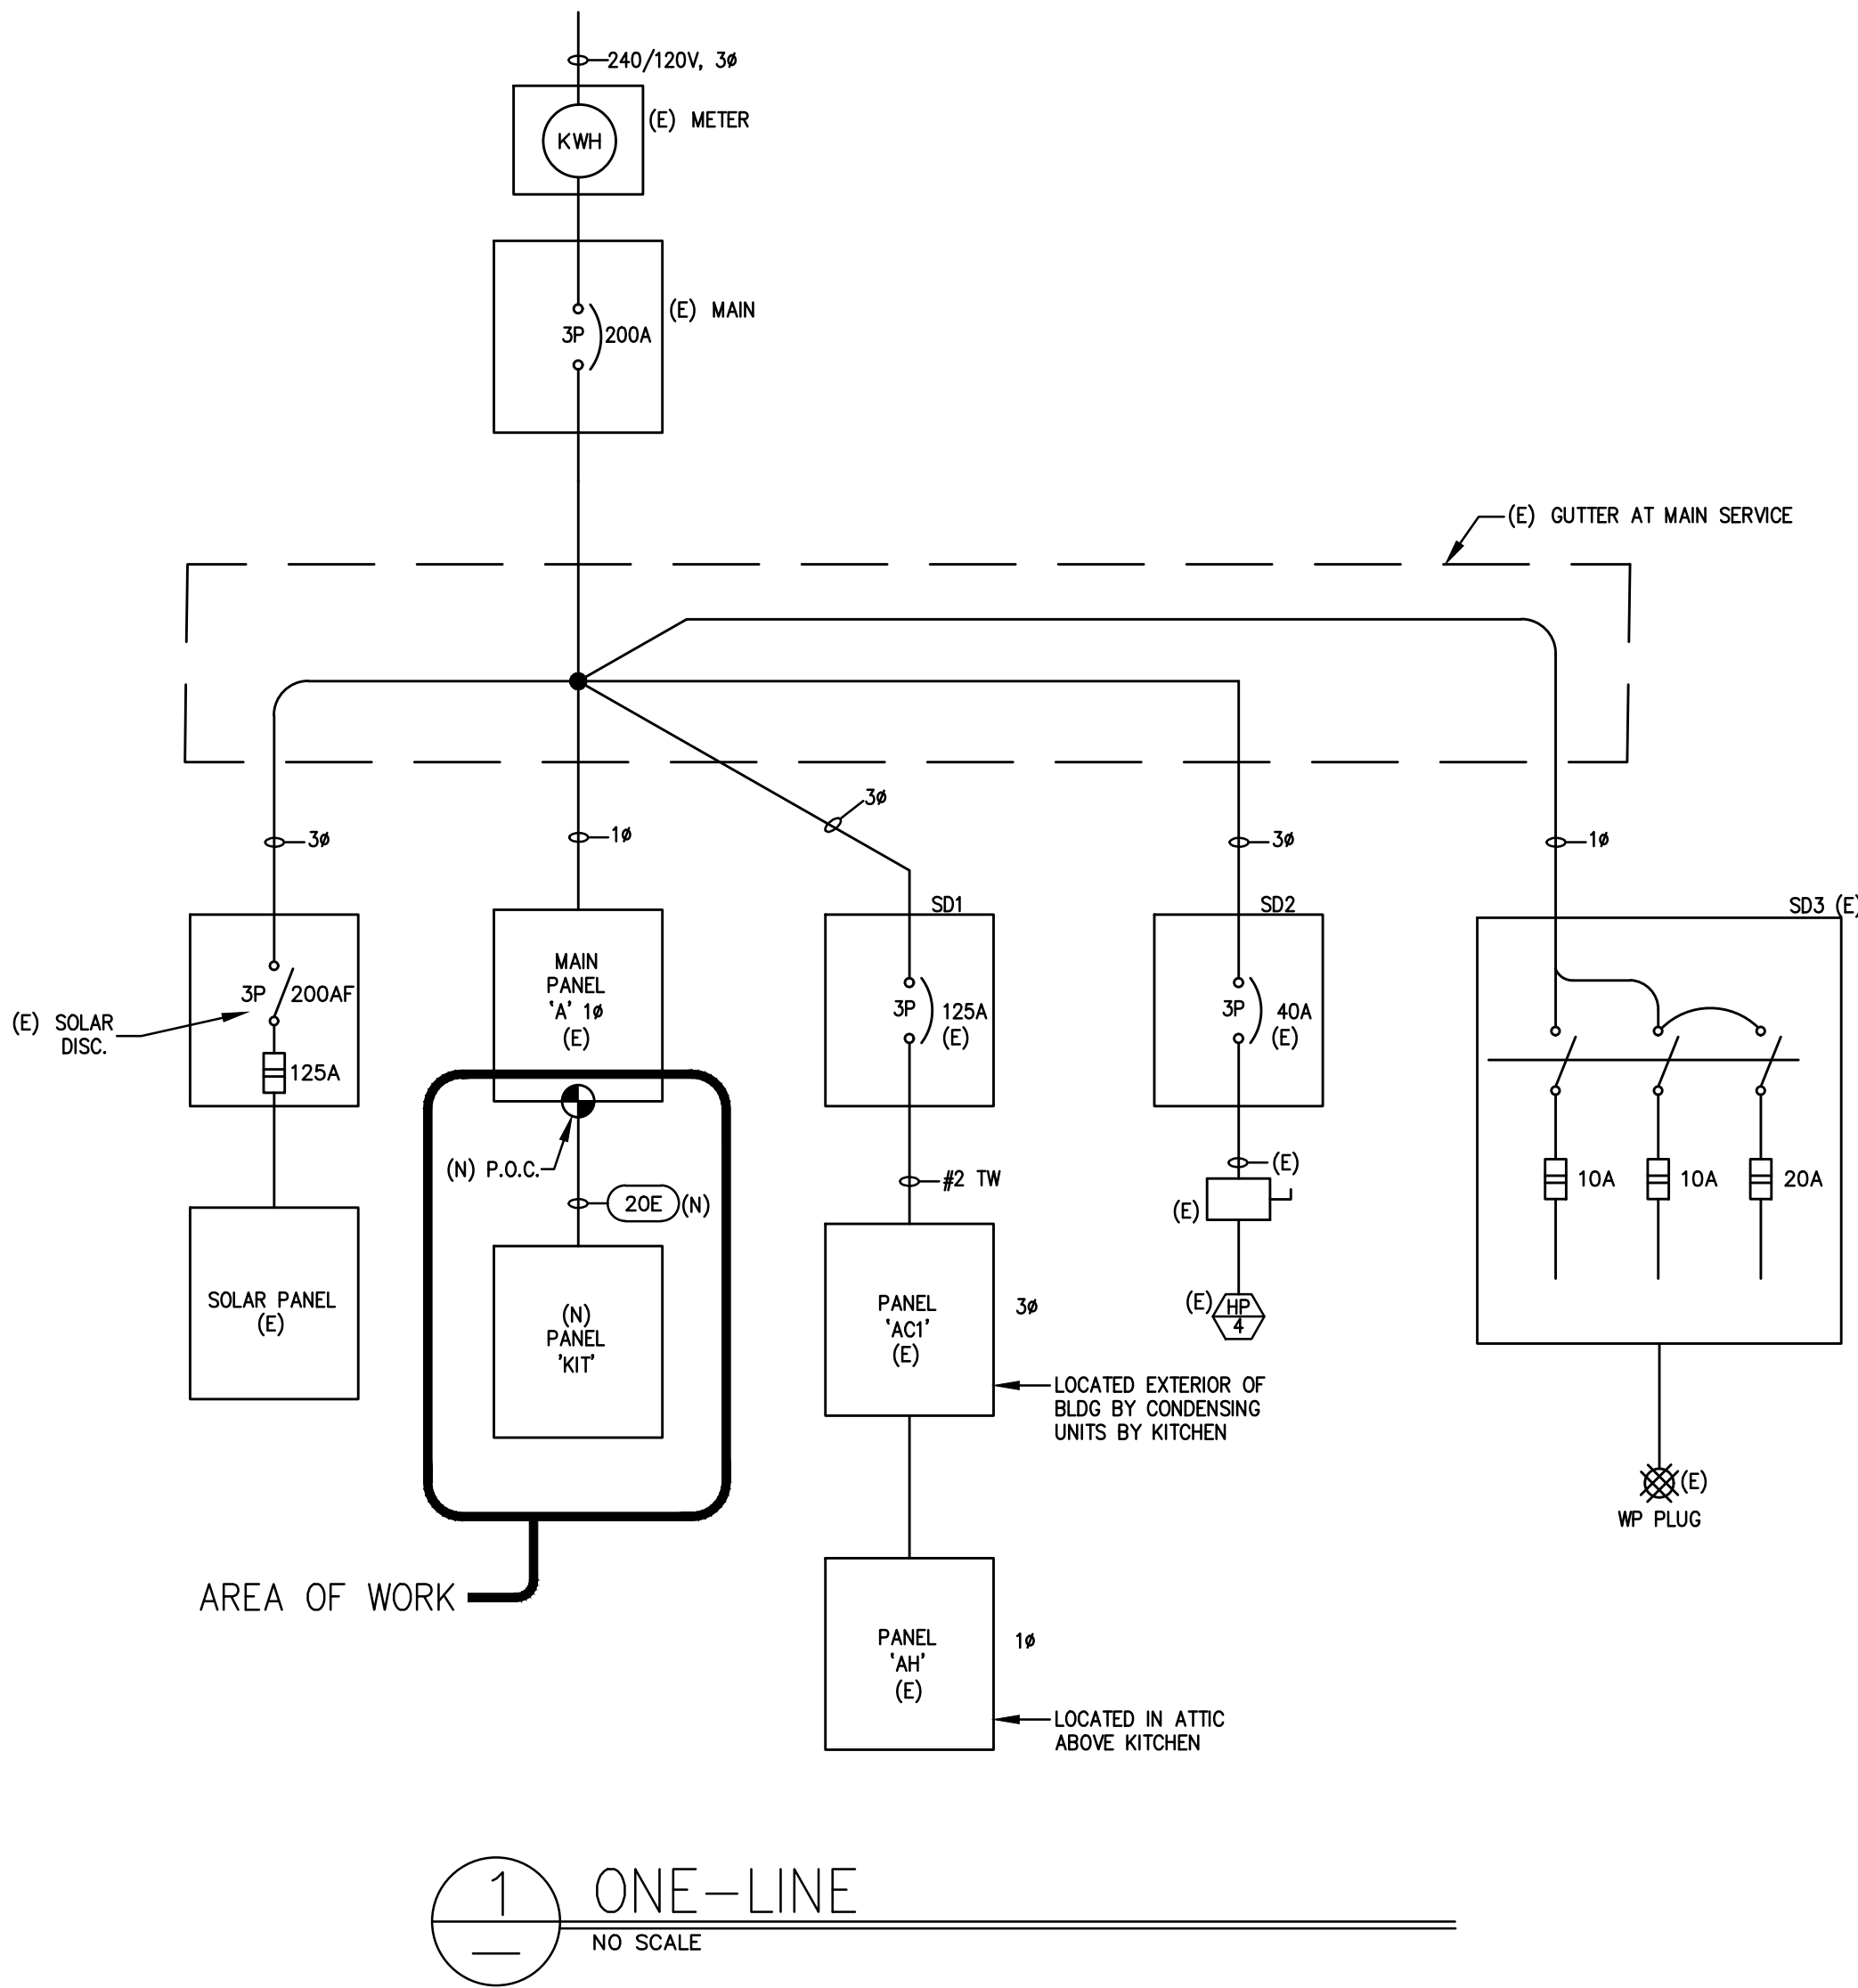 240/120V, 3ø
(E) METER
KWH
(E) MAIN
3P 200A
(E) GUTTER AT MAIN SERVICE
3ø
1ø
3ø
3ø
1ø
(E) SOLAR
DISC.
3P 200AF
125A
SOLAR PANEL
(E)
MAIN
PANEL
'A' 1ø
(E)
(N) P.O.C.
20E (N)
(N)
PANEL
'KIT'
AREA OF WORK
SD1
3P 125A
(E)
#2 TW
PANEL
'AC1'
(E)
3ø
LOCATED EXTERIOR OF
BLDG BY CONDENSING
UNITS BY KITCHEN
PANEL
'AH'
(E)
1ø
LOCATED IN ATTIC
ABOVE KITCHEN
SD2
3P 40A
(E)
(E)
(E)
(E) HP
4
SD3 (E)
10A 10A 20A
(E)
WP PLUG
1 ONE-LINE
NO SCALE